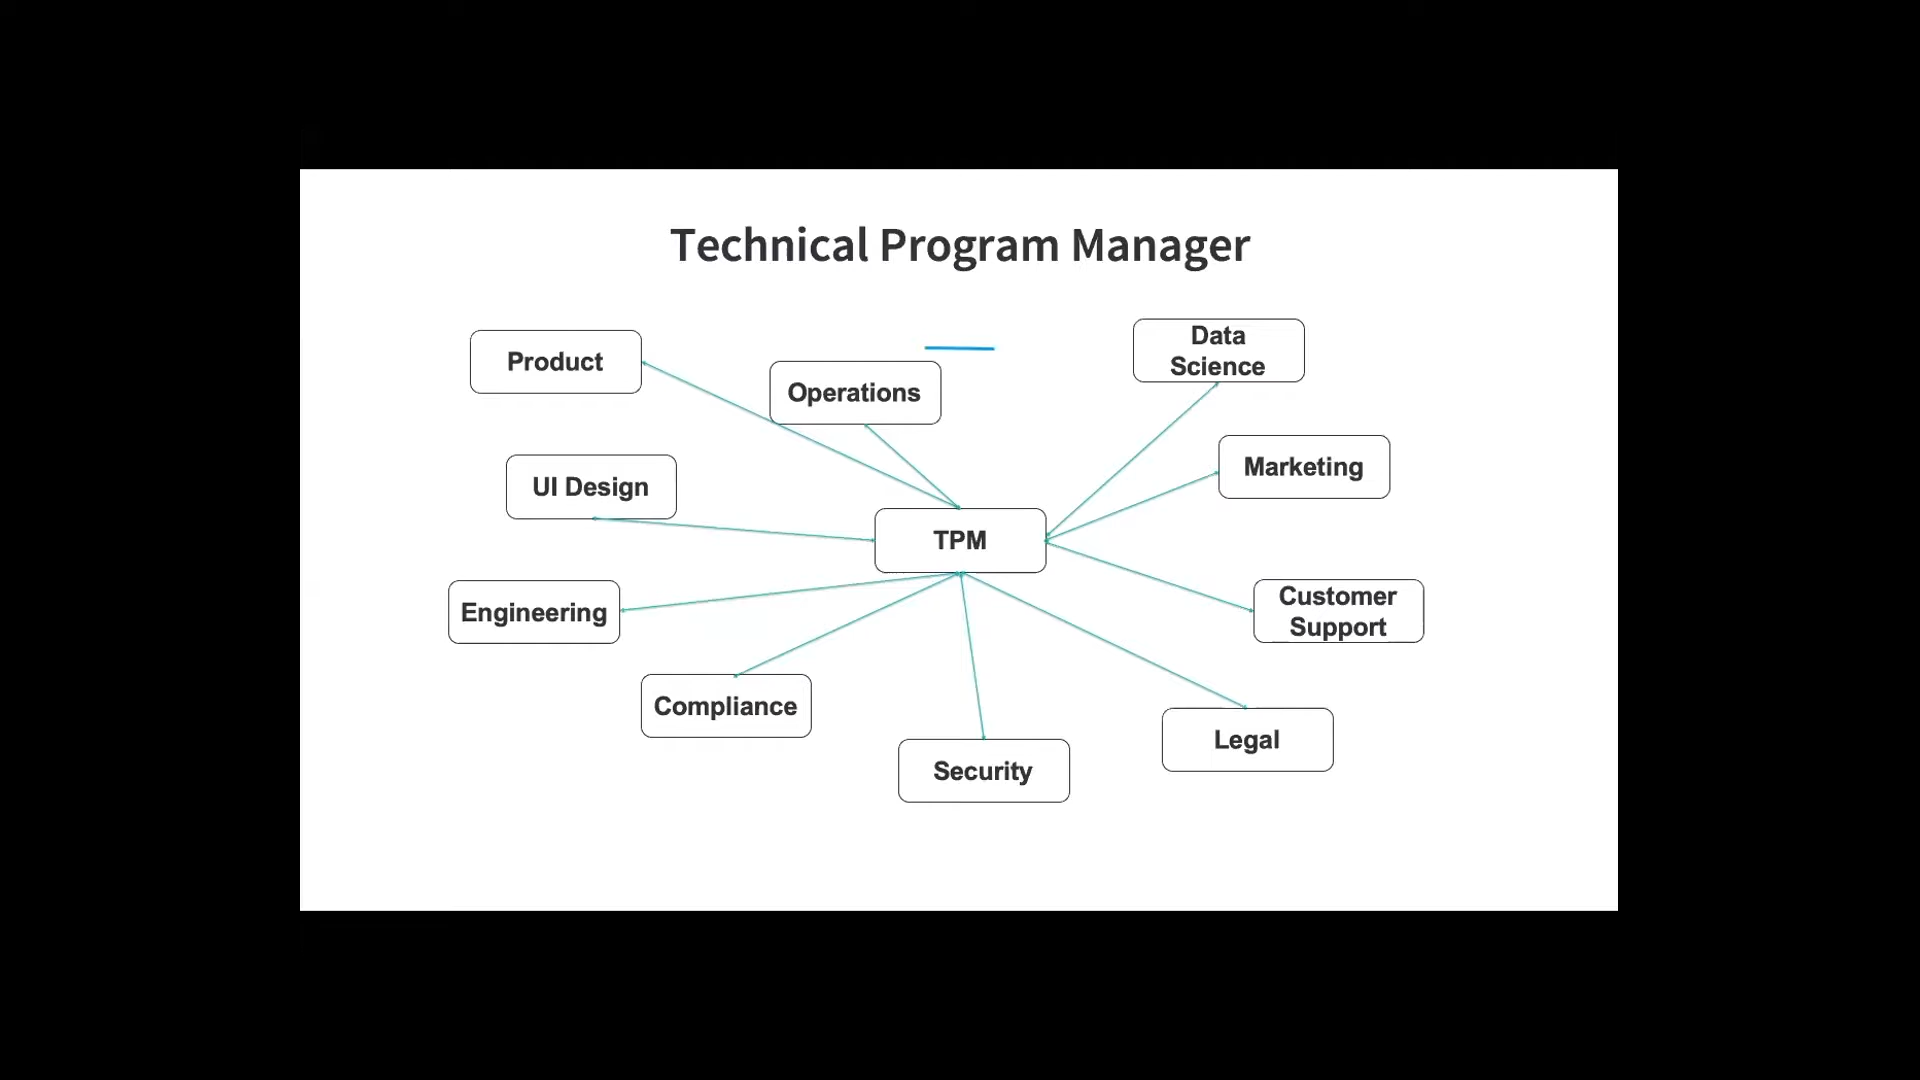 Technical Program Manager
Product
Operations
Data
Science
Marketing
UI Design
TPM
Engineering
Customer
Support
Compliance
Security
Legal